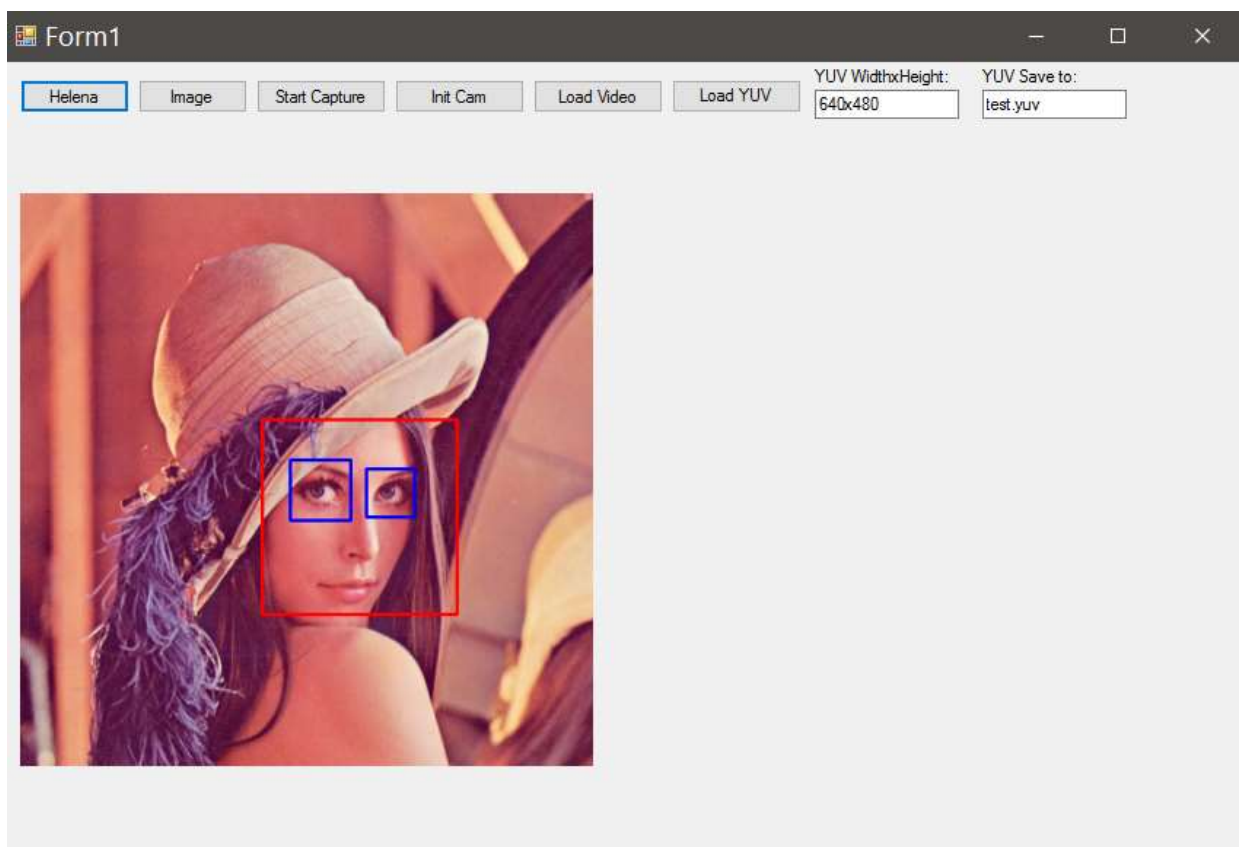 Form1
Helena Image Start Capture Init Cam Load Video Load YUV
YUV WidthxHeight: YUV Save to:
640x480 test.yuv